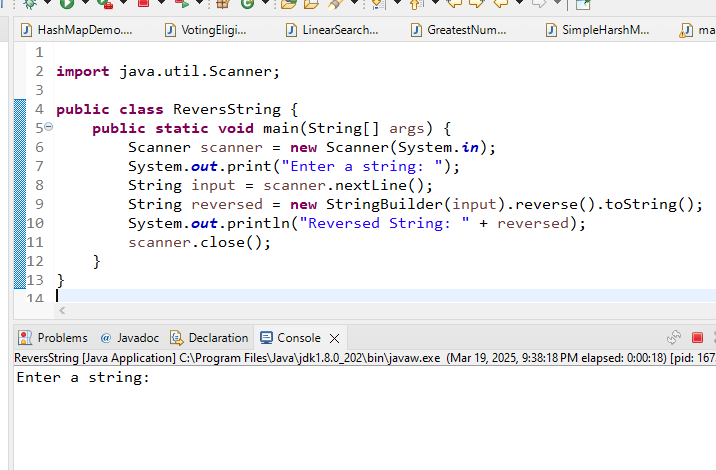 HashMapDemo.... VotingEligi... LinearSearch... GreatestNum... SimpleHarshM... ma
1
2 import java.util.Scanner;
3
4 public class ReversString {
5 public static void main(String[] args) {
6 Scanner scanner = new Scanner(System.in);
7 System.out.print("Enter a string: ");
8 String input = scanner.nextLine();
9 String reversed = new StringBuilder(input).reverse().toString();
10 System.out.println("Reversed String: " + reversed);
11 scanner.close();
12 }
13 }
14
Problems @ Javadoc Declaration Console
ReversString [Java Application] C:\Program Files\Java\jdk1.8.0_202\bin\javaw.exe (Mar 19, 2025, 9:38:18 PM elapsed: 0:00:18) [pid: 167
Enter a string: